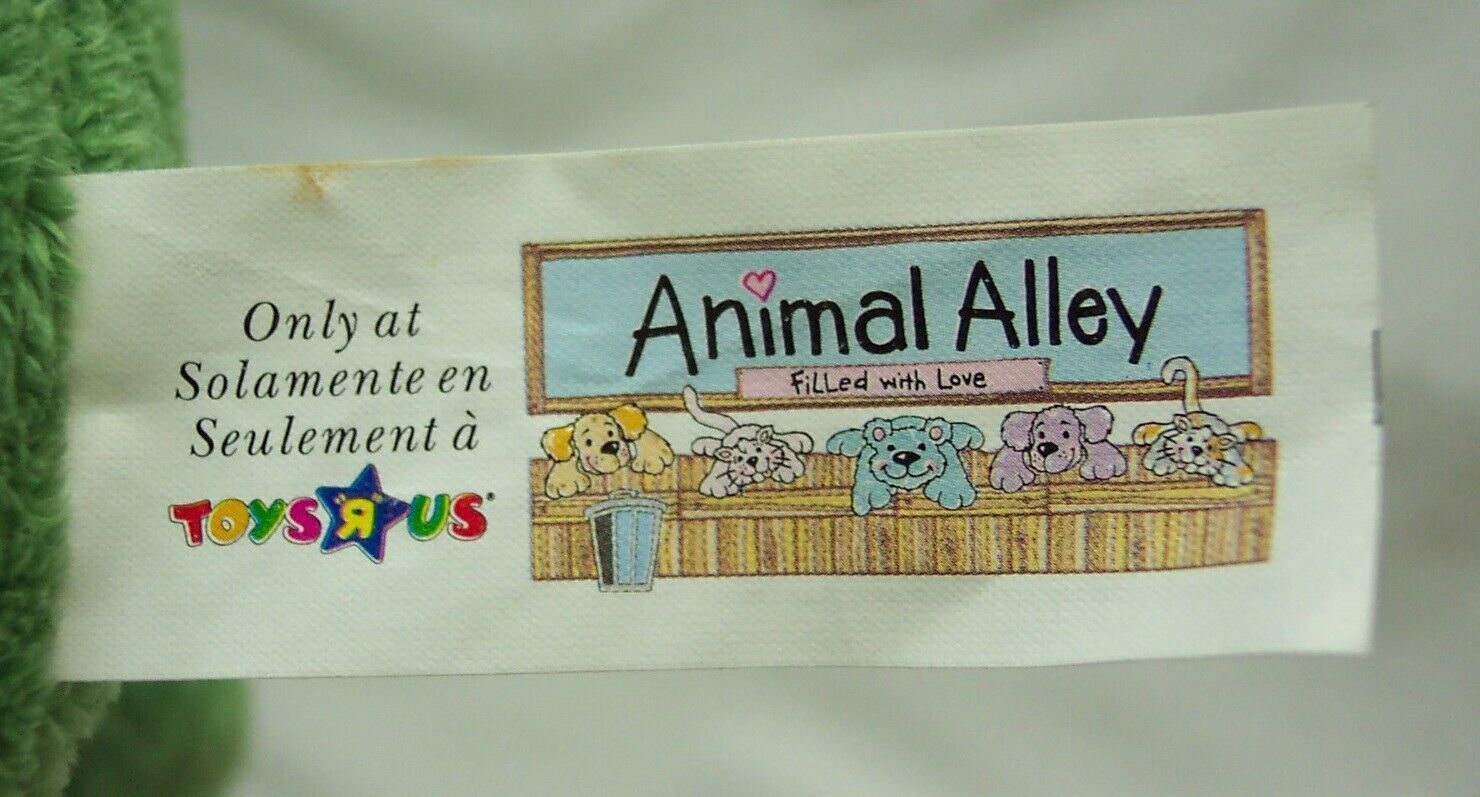 Only at
Solamente en
Seulement à
TOYS"R"US®
Animal Alley
Filled with Love